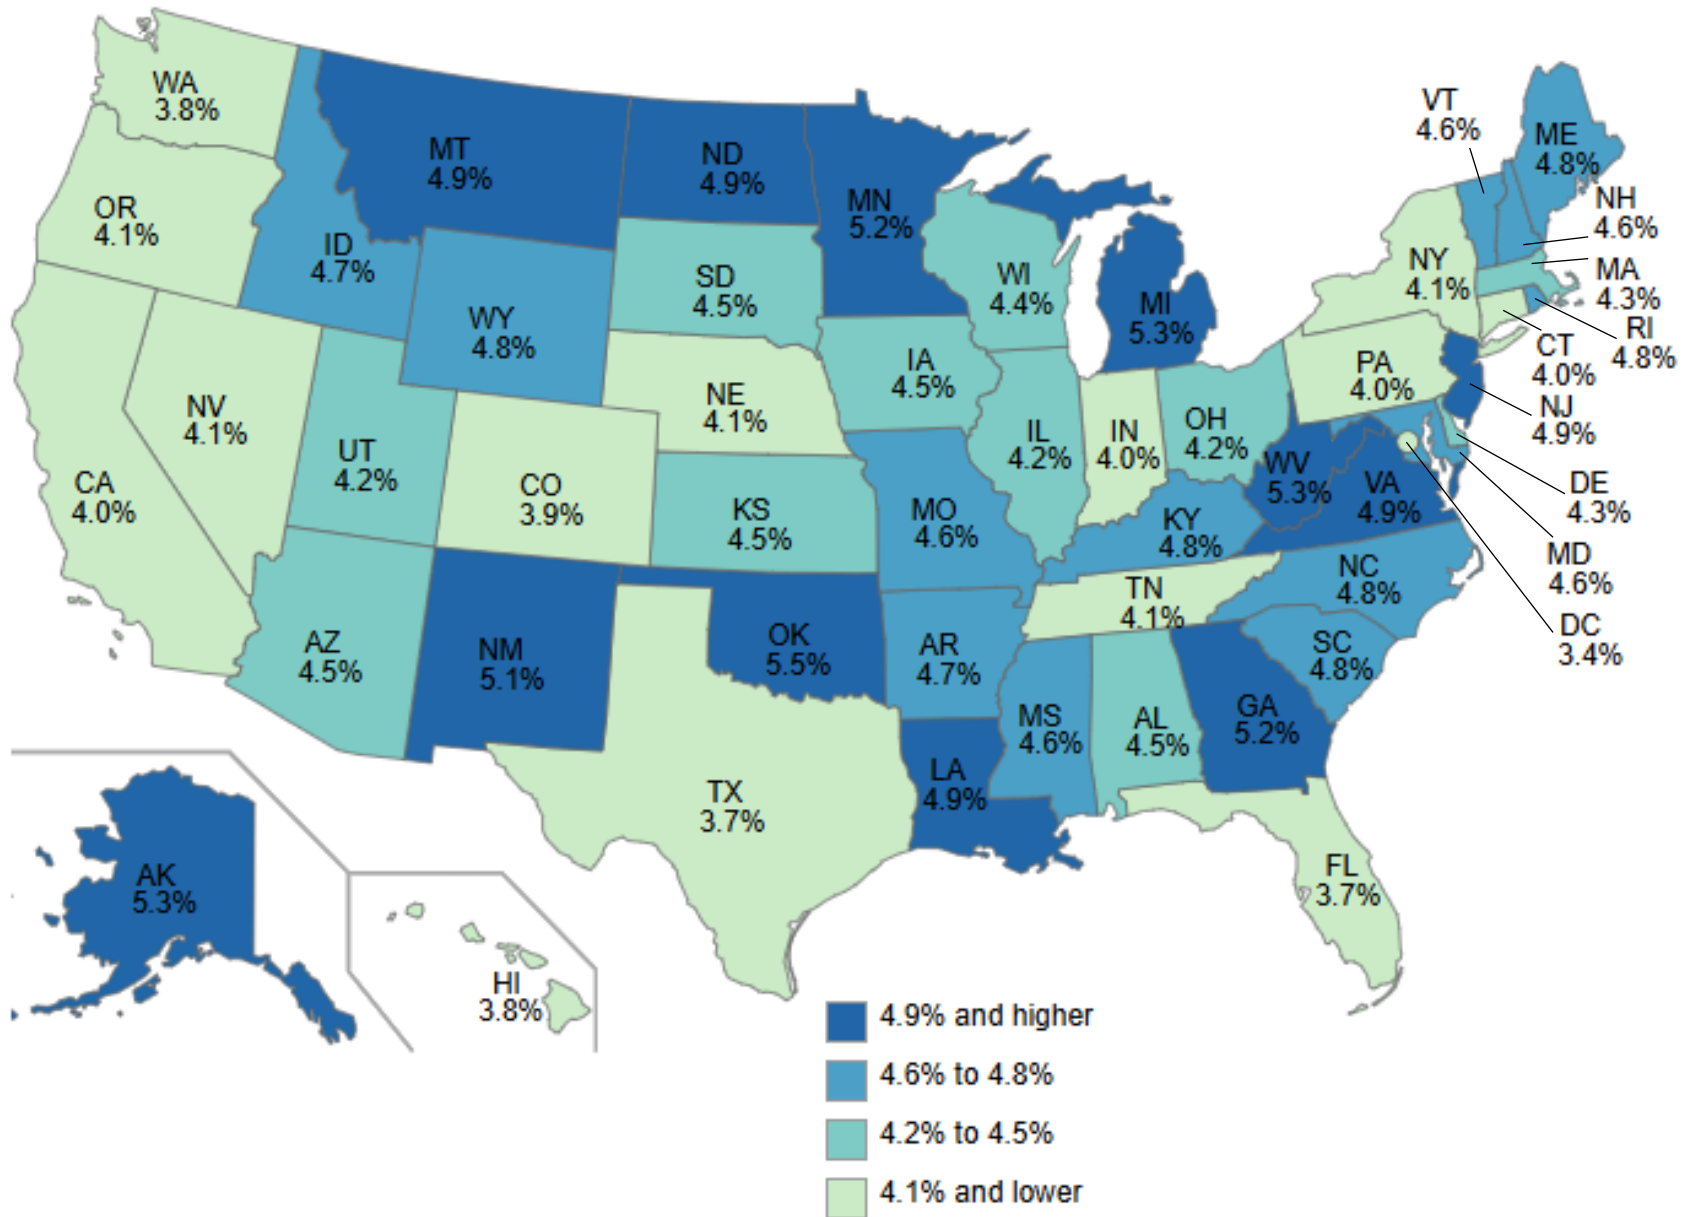 WA
3.8%
OR
4.1%
CA
4.0%
NV
4.1%
ID
4.7%
MT
4.9%
WY
4.8%
UT
4.2%
AZ
4.5%
CO
3.9%
NM
5.1%
ND
4.9%
SD
4.5%
NE
4.1%
KS
4.5%
OK
5.5%
TX
3.7%
MN
5.2%
IA
4.5%
MO
4.6%
AR
4.7%
LA
4.9%
WI
4.4%
IL
4.2%
MI
5.3%
IN
4.0%
OH
4.2%
KY
4.8%
TN
4.1%
MS
4.6%
AL
4.5%
GA
5.2%
FL
3.7%
SC
4.8%
NC
4.8%
WV
5.3%
VA
4.9%
PA
4.0%
NY
4.1%
VT
4.6%
ME
4.8%
NH
4.6%
MA
4.3%
RI
4.8%
CT
4.0%
NJ
4.9%
DE
4.3%
MD
4.6%
DC
3.4%
AK
5.3%
HI
3.8%
4.9% and higher
4.6% to 4.8%
4.2% to 4.5%
4.1% and lower